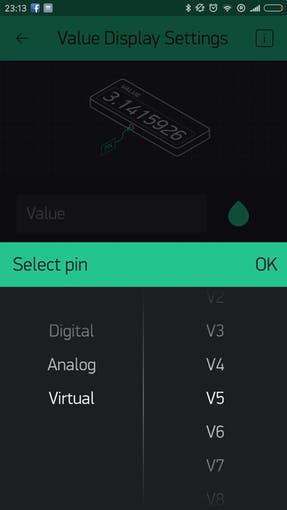 23:13
Value Display Settings
VALUE
3.1415926
PIN
Value
Select pin OK
V2
Digital V3
Analog V4
Virtual V5
V6
V7
V8